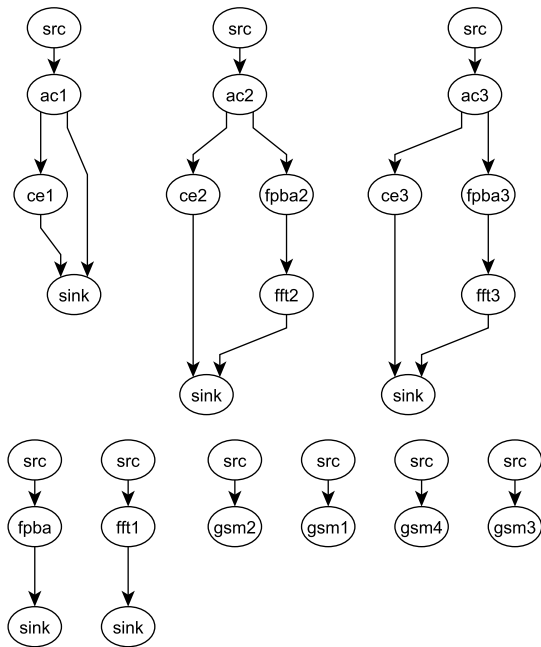 src
src
src
ac1
ac2
ac3
ce1
ce2
fpba2
ce3
fpba3
sink
fft2
fft3
sink
sink
src
src
src
src
src
src
fpba
fft1
gsm2
gsm1
gsm4
gsm3
sink
sink